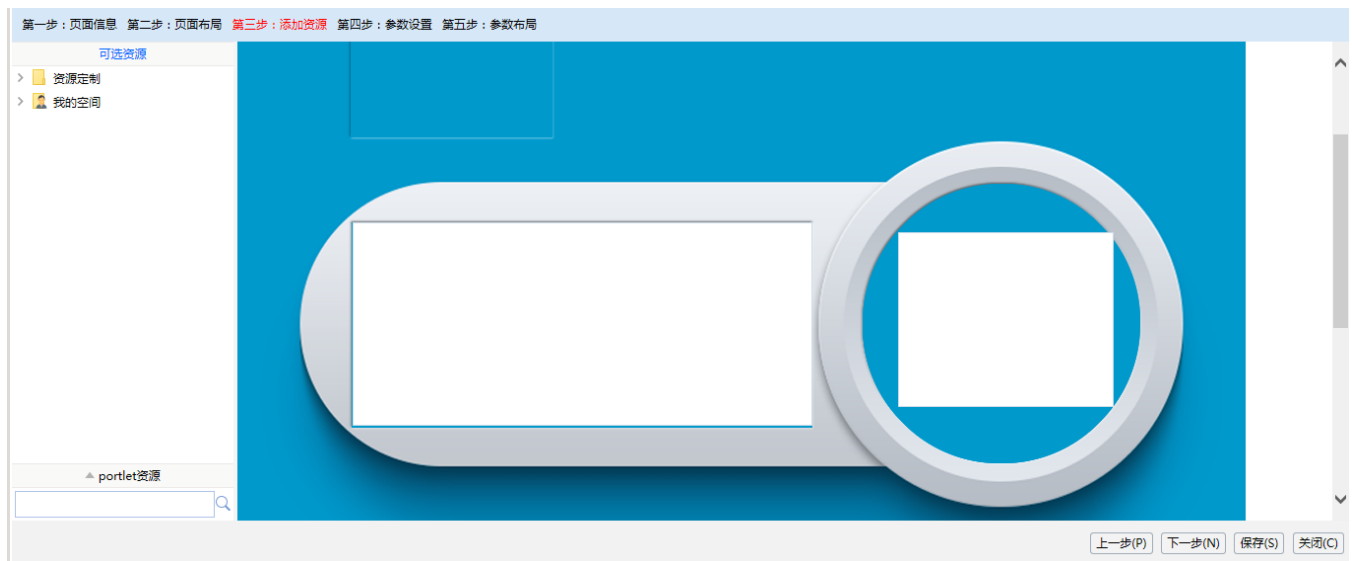 第一步：页面信息 第二步：页面布局 第三步：添加资源 第四步：参数设置 第五步：参数布局
可选资源
资源定制
我的空间
portlet资源
上一步(P) 下一步(N) 保存(S) 关闭(C)